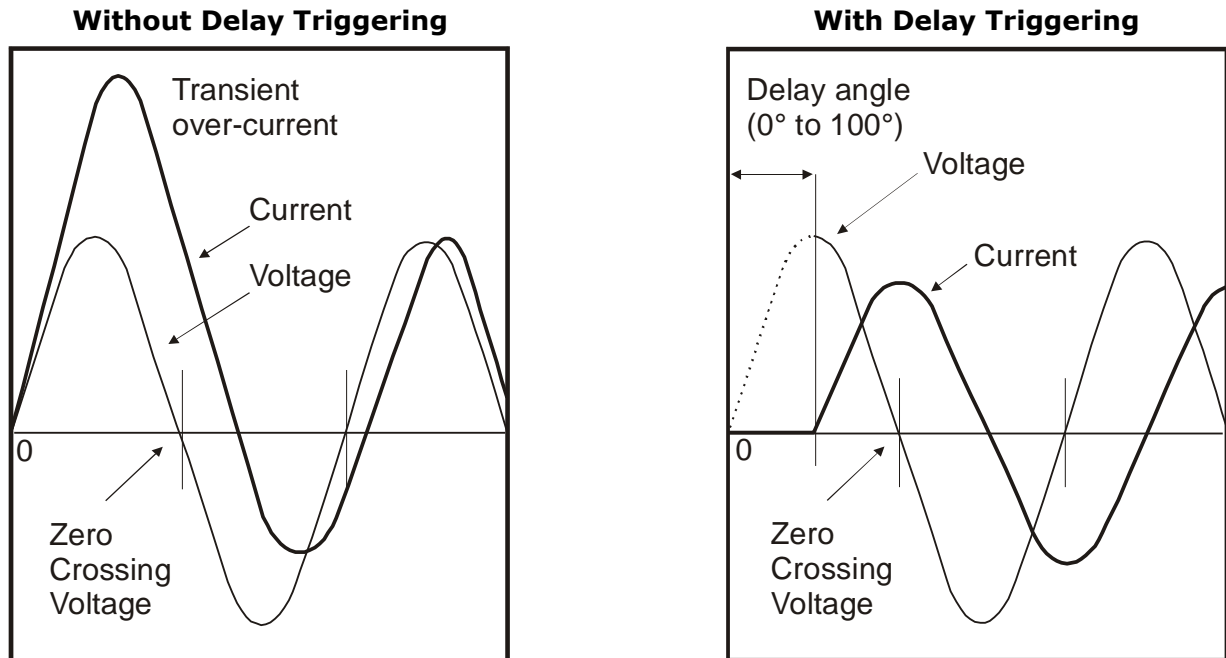 Without Delay Triggering
Transient
over-current
Current
Voltage
0
Zero
Crossing
Voltage
With Delay Triggering
Delay angle
(0° to 100°)
Voltage
Current
0
Zero
Crossing
Voltage